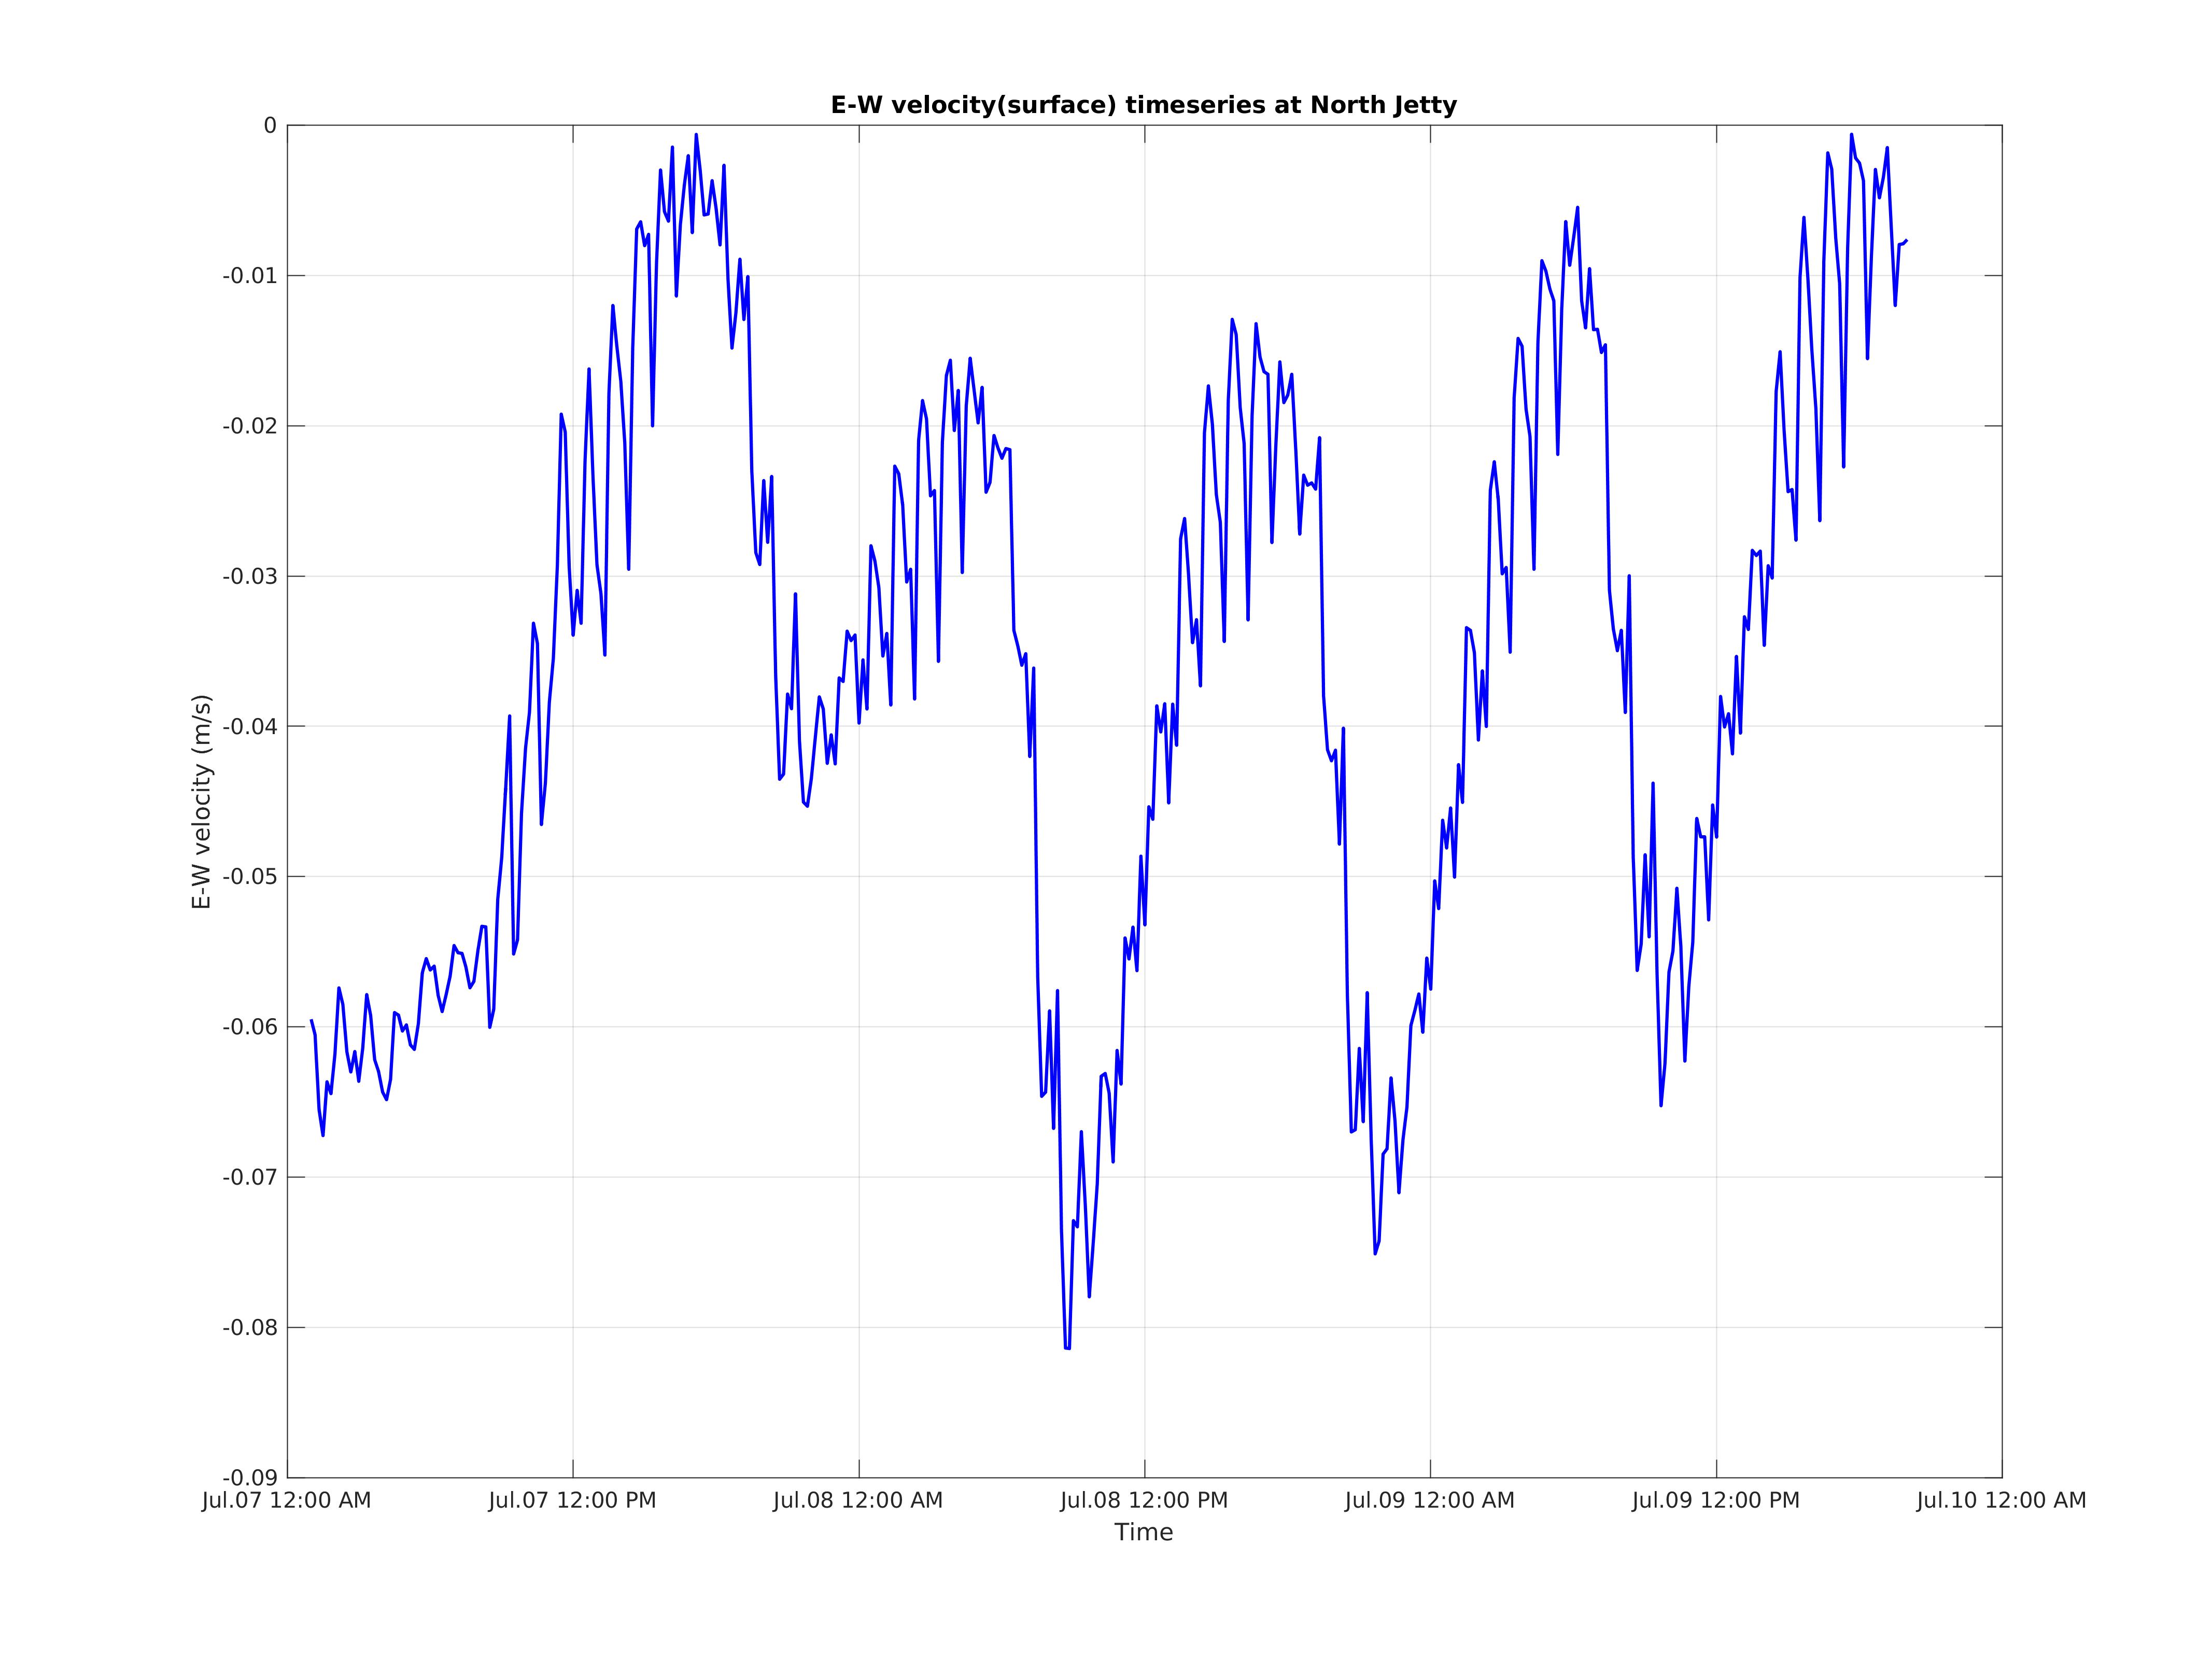 E-W velocity(surface) timeseries at North Jetty
0
-0.01
-0.02
-0.03
-0.04
-0.05
-0.06
-0.07
-0.08
-0.09
E-W velocity (m/s)
Jul.07 12:00 AM Jul.07 12:00 PM Jul.08 12:00 AM Jul.08 12:00 PM Jul.09 12:00 AM Jul.09 12:00 PM Jul.10 12:00 AM
Time